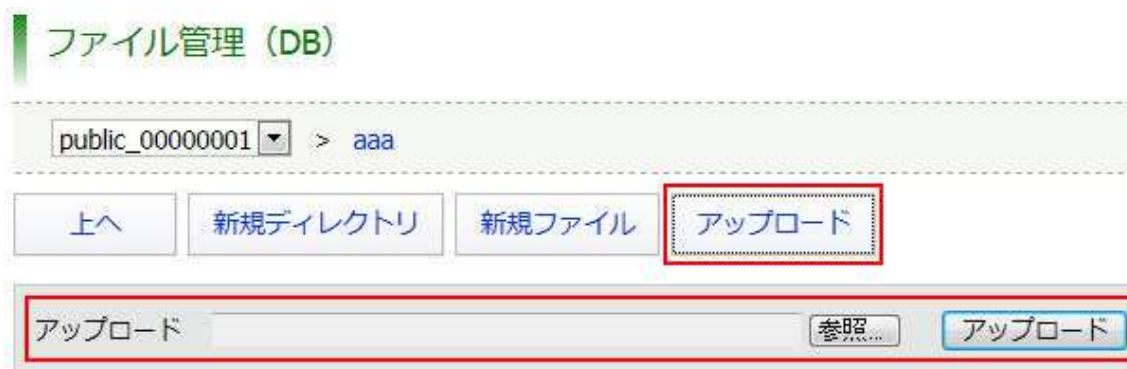 ファイル管理（DB）
public_00000001 > aaa
上へ 新規ディレクトリ 新規ファイル アップロード
アップロード 参照... アップロード